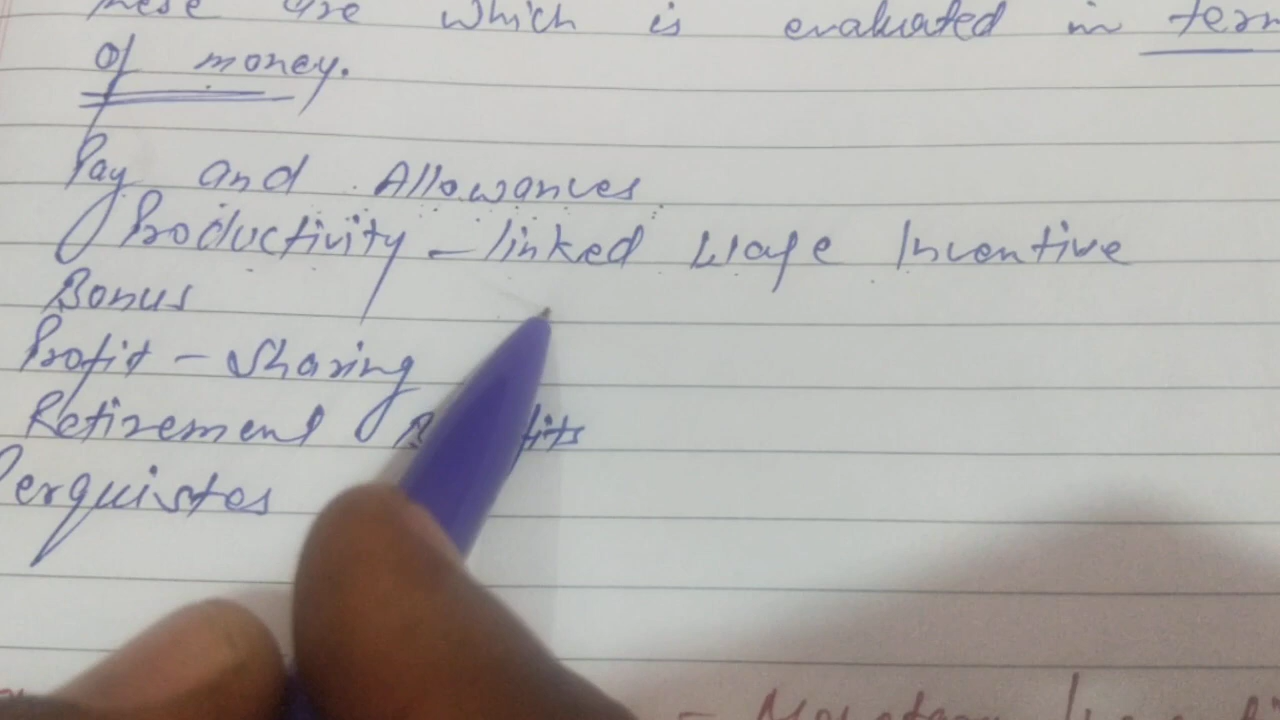 These are which is evaluated in term
of money.
Pay and Allowances
Productivity - linked Wage Incentive
Bonus
Profit - Sharing
Retirement
Perquistes